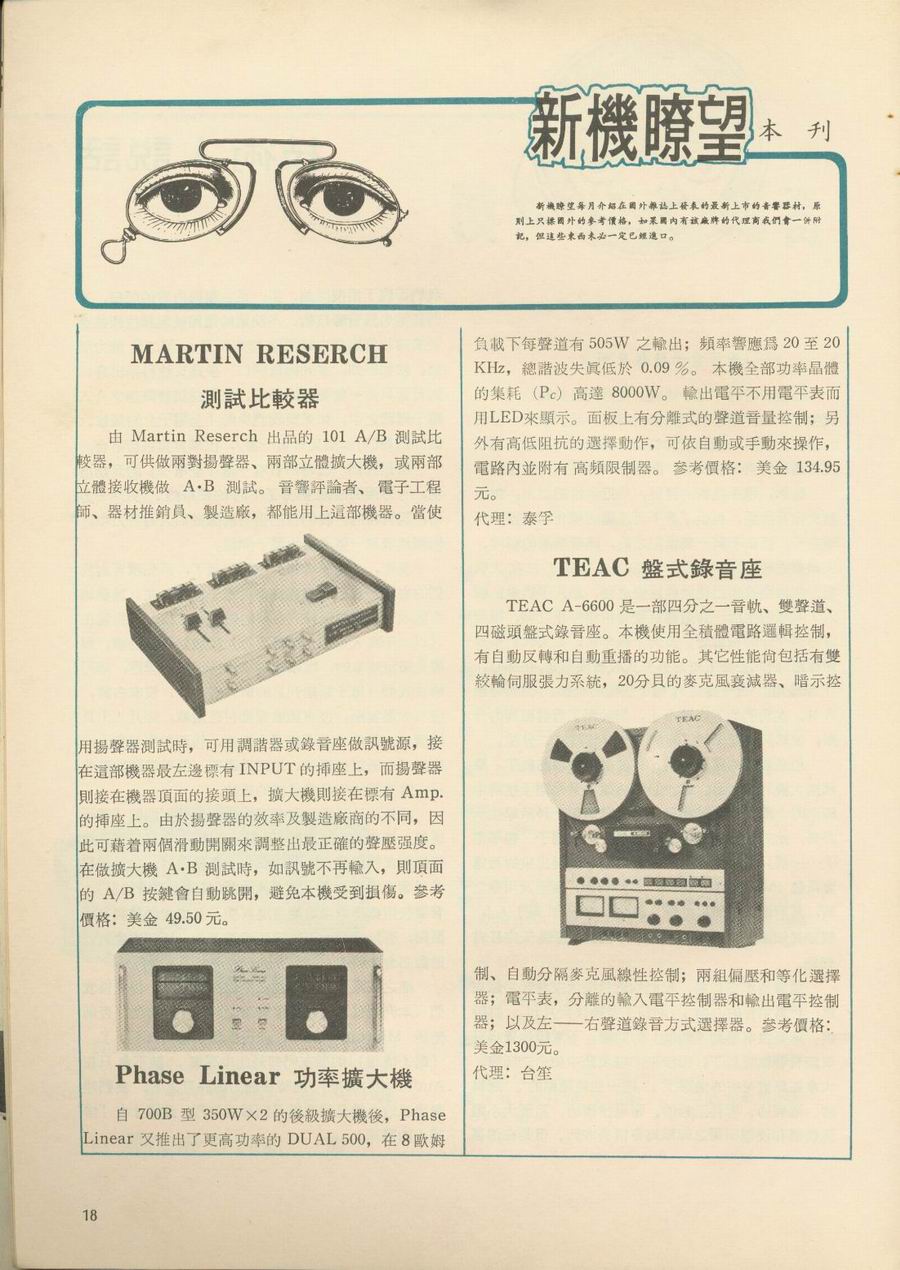 新機瞭望
本刊
新機瞭望每月介紹在國外雜誌上發表的最新上市的音響器材，原
則上只標國外的參考價格，如果國內有該廠牌的代理商我們會一併附
記，但這些東西未必一定已經進口。
MARTIN RESERCH
測試比較器
由 Martin Reserch 出品的 101 A/B 測試比
較器，可供做兩對揚聲器、兩部立體擴大機，或兩部
立體接收機做 A·B 測試。音響評論者、電子工程
師、器材推銷員、製造廠，都能用上這部機器。當使
用揚聲器測試時，可用調諧器或錄音座做訊號源，接
在這部機器最左邊標有 INPUT 的揷座上，而揚聲器
則接在機器頂面的接頭上，擴大機則接在標有 Amp.
的揷座上。由於揚聲器的效率及製造廠商的不同，因
此可藉着兩個滑動開關來調整出最正確的聲壓强度。
在做擴大機 A·B 測試時，如訊號不再輸入，則頂面
的 A/B 按鍵會自動跳開，避免本機受到損傷。參考
價格：美金 49.50 元。
Phase Linear
Phase Linear 功率擴大機
自 700B 型 350W×2 的後級擴大機後，Phase
Linear 又推出了更高功率的 DUAL 500，在 8 歐姆
負載下每聲道有 505W 之輸出；頻率響應爲 20 至 20
KHz，總諧波失眞低於 0.09 ％。本機全部功率晶體
的集耗（Pc）高達 8000W。輸出電平不用電平表而
用LED來顯示。面板上有分離式的聲道音量控制；另
外有高低阻抗的選擇動作，可依自動或手動來操作，
電路內並附有高頻限制器。參考價格：美金 134.95
元。
代理：泰孚
TEAC 盤式錄音座
TEAC A-6600 是一部四分之一音軌、雙聲道、
四磁頭盤式錄音座。本機使用全積體電路邏輯控制，
有自動反轉和自動重播的功能。其它性能尙包括有雙
絞輪伺服張力系統，20分貝的麥克風衰減器、暗示控
TEAC
TEAC
制、自動分隔麥克風線性控制；兩組偏壓和等化選擇
器；電平表，分離的輸入電平控制器和輸出電平控制
器；以及左——右聲道錄音方式選擇器。參考價格：
美金1300元。
代理：台笙
18